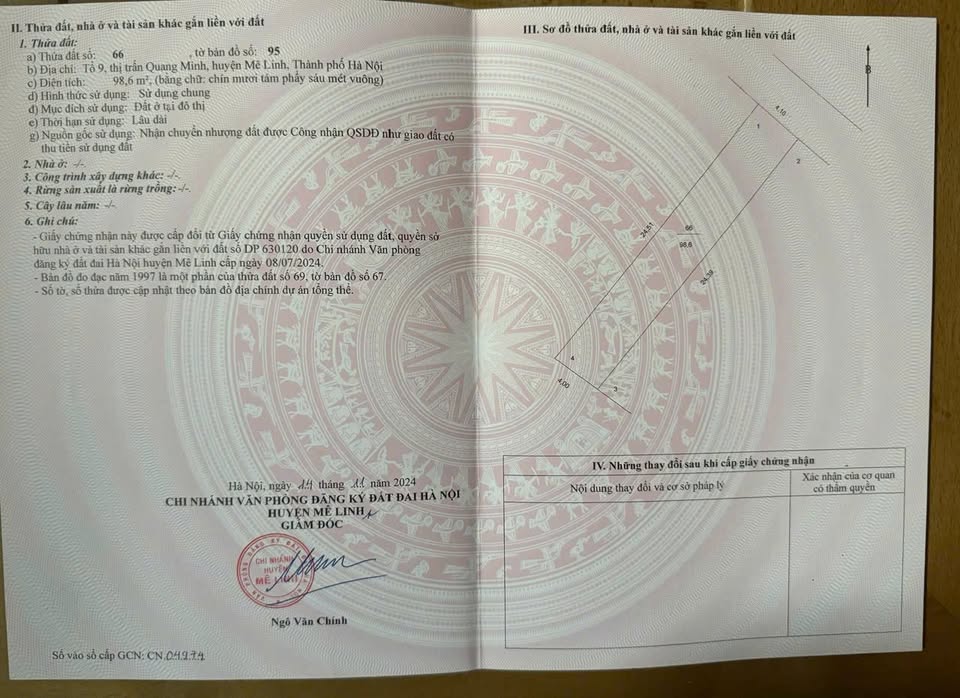 II. Thửa đất, nhà ở và tài sản khác gắn liền với đất
1. Thửa đất:
a) Thửa đất số: 66 , tờ bản đồ số: 95
b) Địa chỉ: Tổ 9, thị trấn Quang Minh, huyện Mê Linh, Thành phố Hà Nội
c) Diện tích: 98,6 m², (bằng chữ: chín mươi tám phẩy sáu mét vuông)
d) Hình thức sử dụng: Sử dụng chung
đ) Mục đích sử dụng: Đất ở tại đô thị
e) Thời hạn sử dụng: Lâu dài
g) Nguồn gốc sử dụng: Nhận chuyển nhượng đất được Công nhận QSDĐ như giao đất có
thu tiền sử dụng đất
2. Nhà ở: -/-
3. Công trình xây dựng khác: -/-
4. Rừng sản xuất là rừng trồng: -/-
5. Cây lâu năm: -/-
6. Ghi chú:
- Giấy chứng nhận này được cấp đổi từ Giấy chứng nhận quyền sử dụng đất, quyền sở
hữu nhà ở và tài sản khác gắn liền với đất số DP 630120 do Chi nhánh Văn phòng
đăng ký đất đai Hà Nội huyện Mê Linh cấp ngày 08/07/2024.
- Bản đồ đo đạc năm 1997 là một phần của thửa đất số 69, tờ bản đồ số 67.
- Số tờ, số thửa được cập nhật theo bản đồ địa chính dự án tổng thể.
Hà Nội, ngày 14 tháng 11 năm 2024
CHI NHÁNH VĂN PHÒNG ĐĂNG KÝ ĐẤT ĐAI HÀ NỘI
HUYỆN MÊ LINH
GIÁM ĐỐC
CHI NHÁNH
HUYỆN
MÊ LINH
Ngô Văn Chính
Số vào sổ cấp GCN: CN.04974
III. Sơ đồ thửa đất, nhà ở và tài sản khác gắn liền với đất
B
4.10
1
2
24.51
66
98.6
24.39
4
4.00
3
IV. Những thay đổi sau khi cấp giấy chứng nhận
Nội dung thay đổi và cơ sở pháp lý
Xác nhận của cơ quan
có thẩm quyền